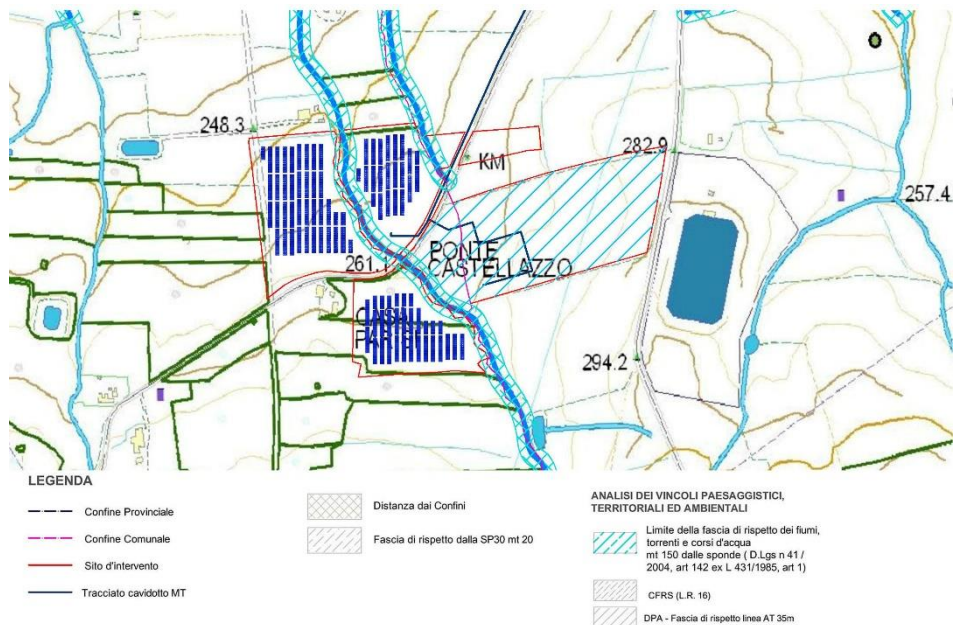 248.3
282.9
KM
257.4
PONTE
CASTELLAZZO
261.1
CASA
294.2
LEGENDA
Confine Provinciale
Confine Comunale
Sito d'intervento
Tracciato cavidotto MT
Distanza dai Confini
Fascia di rispetto dalla SP30 mt 20
ANALISI DEI VINCOLI PAESAGGISTICI,
TERRITORIALI ED AMBIENTALI
Limite della fascia di rispetto dei fiumi,
torrenti e corsi d'acqua
mt 150 dalle sponde ( D.Lgs n 41 /
2004, art 142 ex L 431/1985, art 1)
CFRS (L.R. 16)
DPA - Fascia di rispetto linea AT 35m